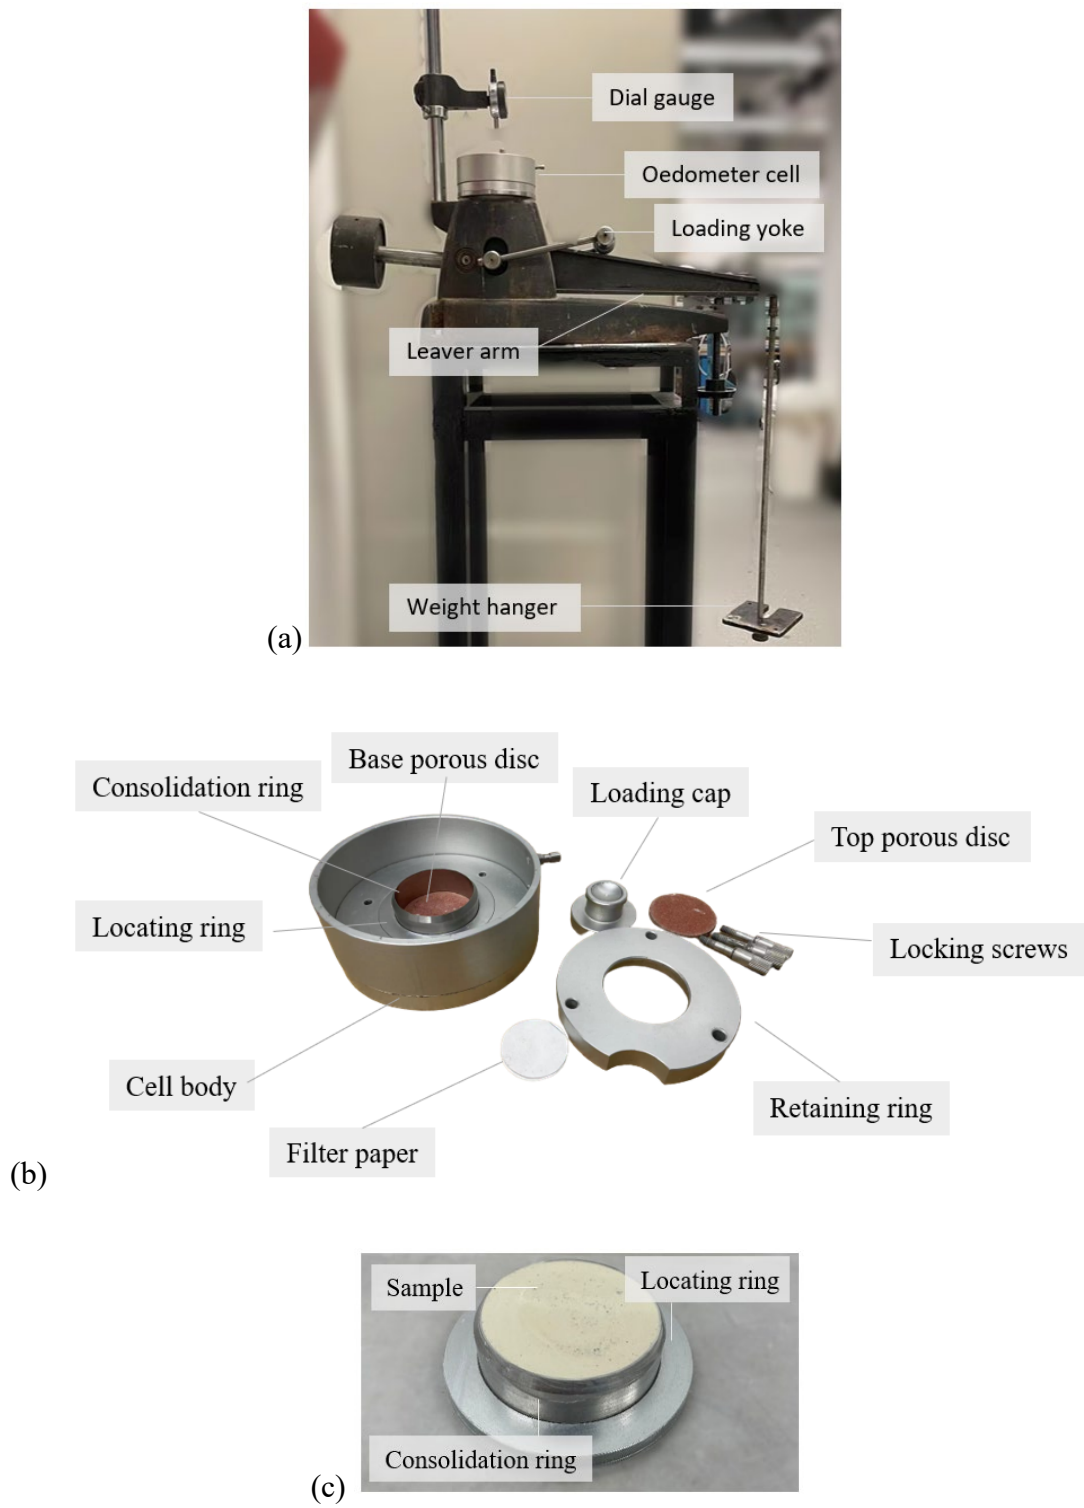 Dial gauge
Oedometer cell
Loading yoke
Leaver arm
Weight hanger
(a)
Base porous disc
Consolidation ring
Loading cap
Top porous disc
Locating ring
Locking screws
Cell body
Retaining ring
Filter paper
(b)
Sample
Locating ring
Consolidation ring
(c)